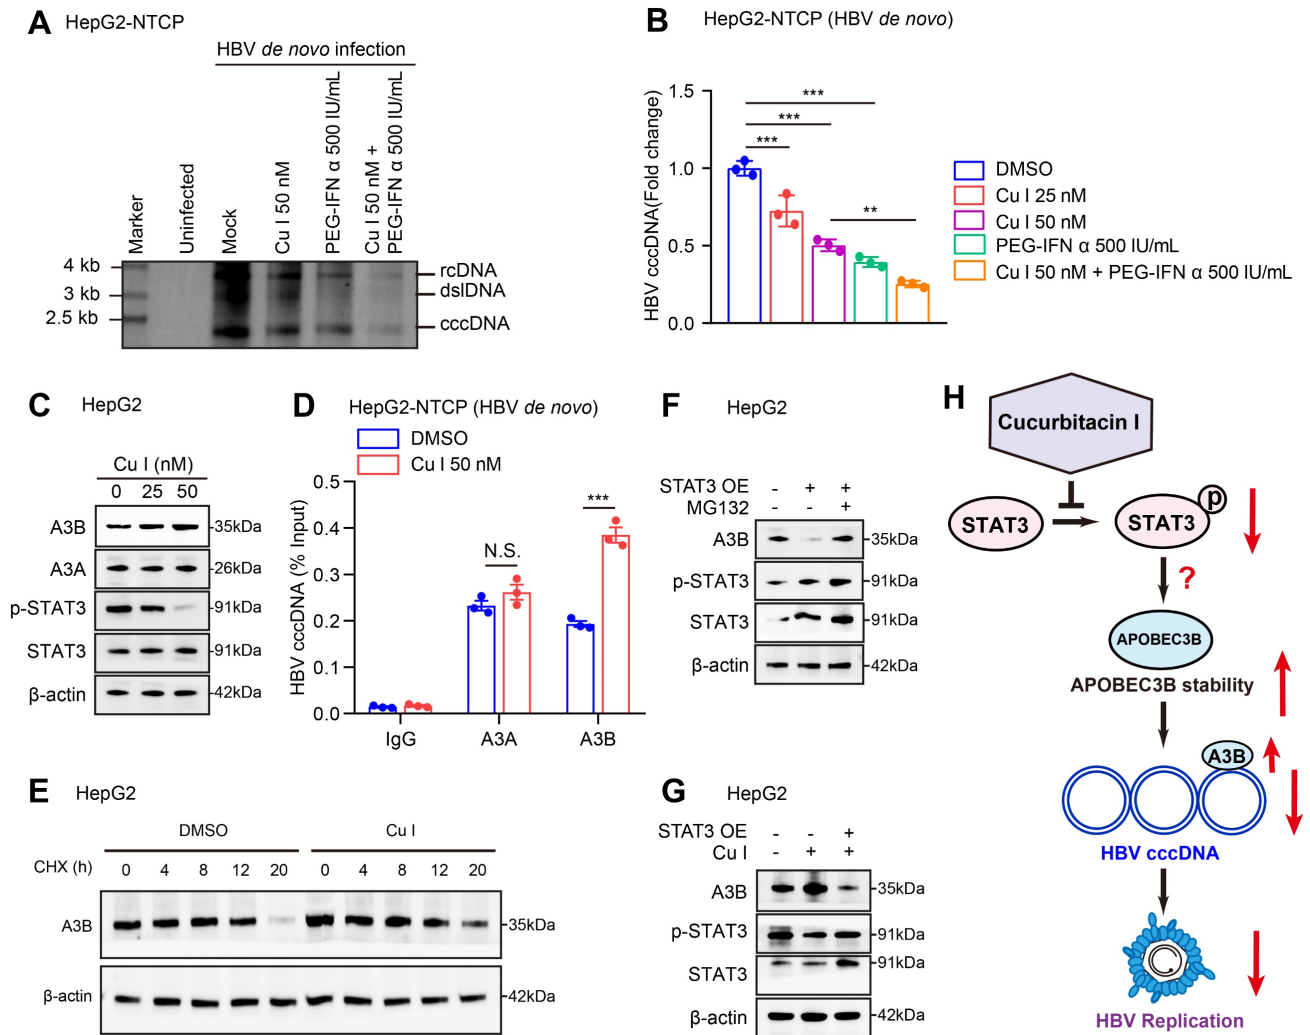 A HepG2-NTCP
HBV de novo infection
Marker
Uninfected
Mock
Cu I 50 nM
PEG-IFN α 500 IU/mL
Cu I 50 nM +
PEG-IFN α 500 IU/mL
4 kb
3 kb
2.5 kb
rcDNA
dslDNA
cccDNA
B HepG2-NTCP (HBV de novo)
HBV cccDNA(Fold change)
1.5
1.0
0.5
0.0
***
***
***
**
DMSO
Cu I 25 nM
Cu I 50 nM
PEG-IFN α 500 IU/mL
Cu I 50 nM + PEG-IFN α 500 IU/mL
C HepG2
Cu I (nM)
0 25 50
A3B 35kDa
A3A 26kDa
p-STAT3 91kDa
STAT3 91kDa
β-actin 42kDa
D HepG2-NTCP (HBV de novo)
DMSO
Cu I 50 nM
HBV cccDNA (% Input)
0.5
0.4
0.3
0.2
0.1
0.0
N.S.
***
IgG A3A A3B
E HepG2
DMSO Cu I
CHX (h) 0 4 8 12 20 0 4 8 12 20
A3B 35kDa
β-actin 42kDa
F HepG2
STAT3 OE - + +
MG132 - - +
A3B 35kDa
p-STAT3 91kDa
STAT3 91kDa
β-actin 42kDa
G HepG2
STAT3 OE - - +
Cu I - + +
A3B 35kDa
p-STAT3 91kDa
STAT3 91kDa
β-actin 42kDa
H
Cucurbitacin I
STAT3
STAT3
p
?
APOBEC3B
APOBEC3B stability
A3B
HBV cccDNA
HBV Replication